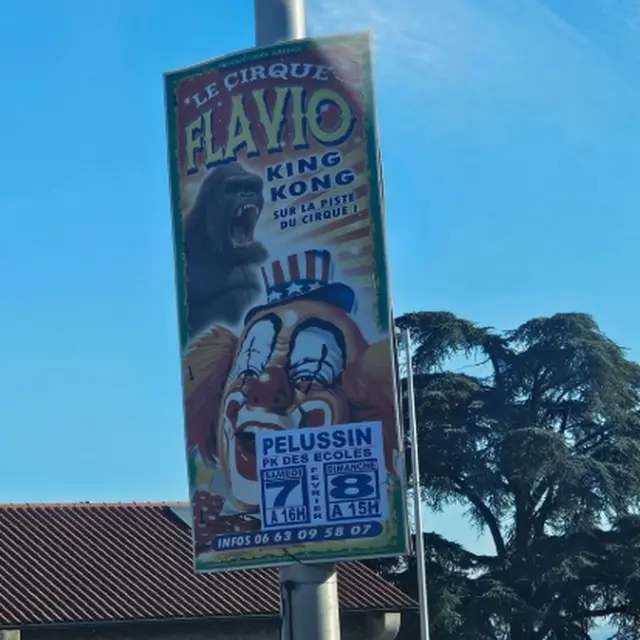 LE CIRQUE
FLAVIO
KING
KONG
SUR LA PISTE
DU CIRQUE !
PELUSSIN
PK DES ECOLES
SAMEDI
7
A 16H
FÉVRIER
DIMANCHE
8
A 15H
INFOS 06 63 09 58 07